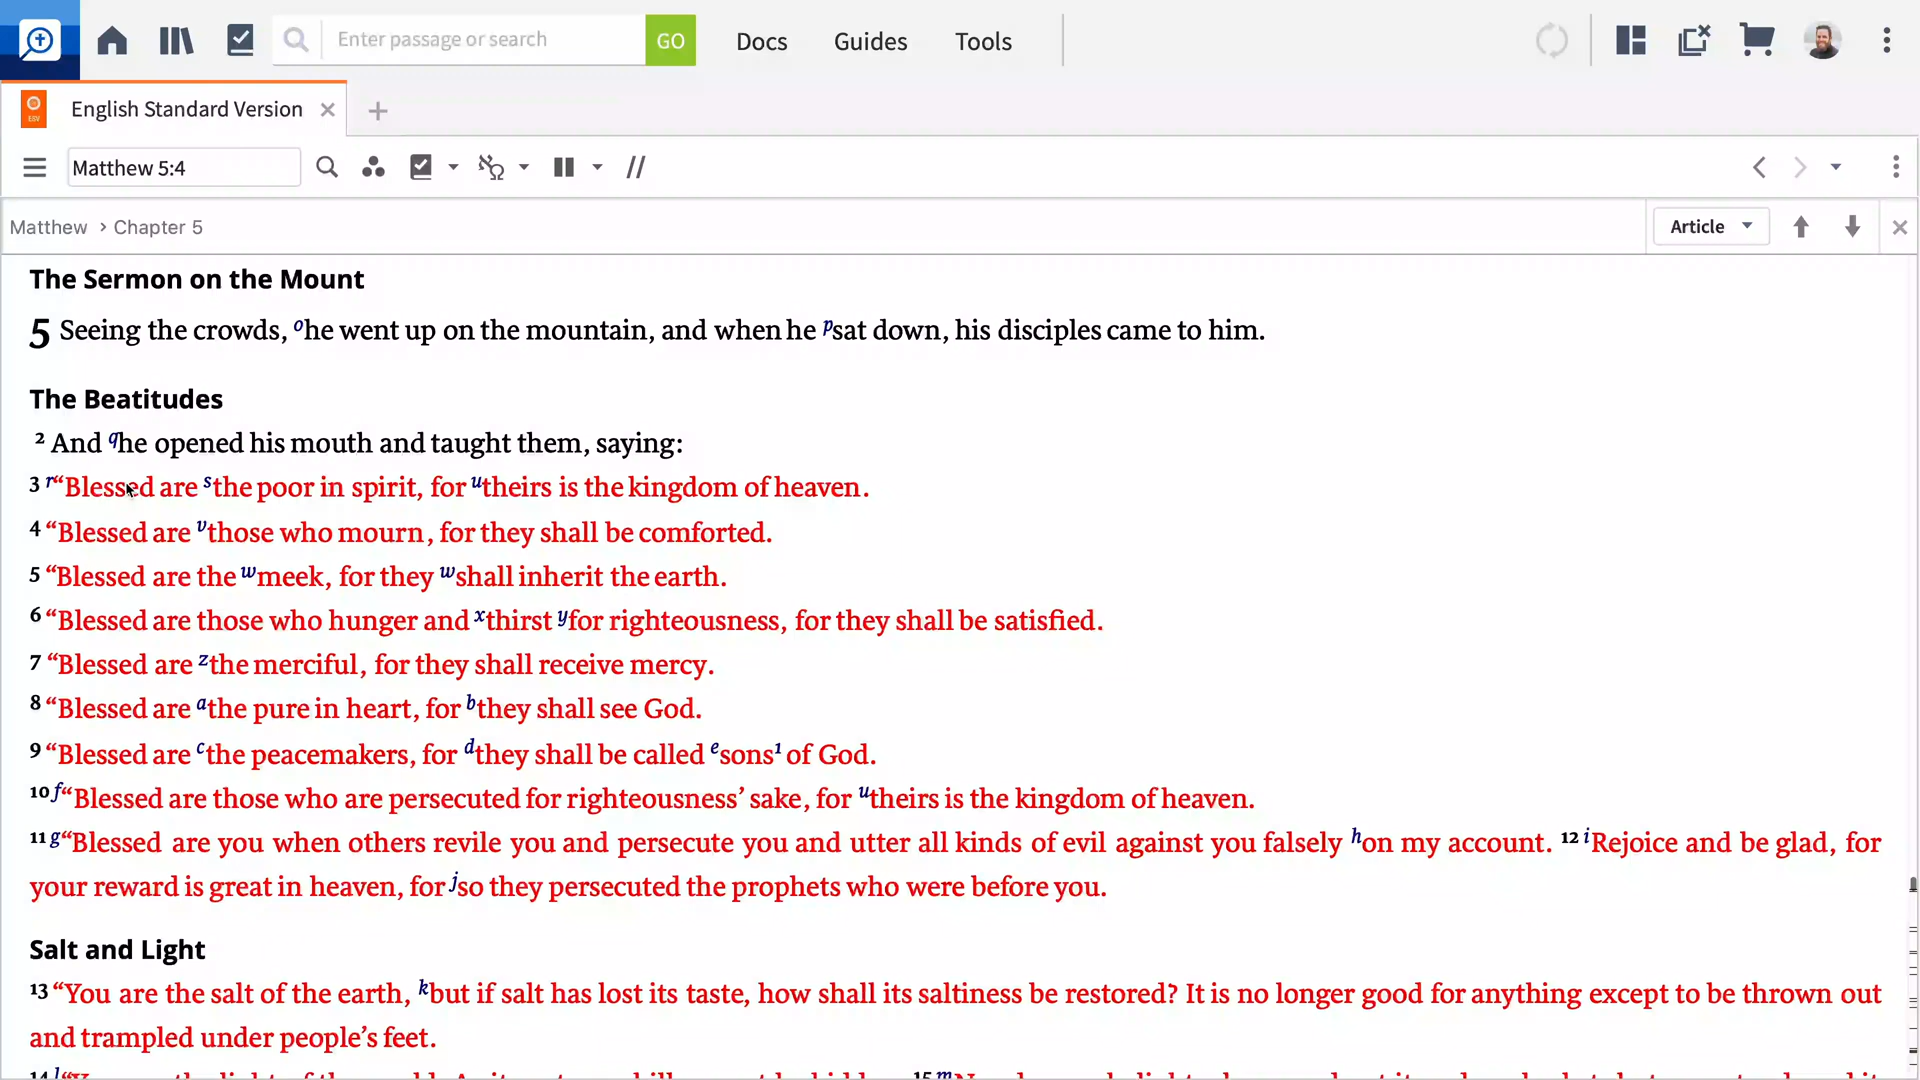 Enter passage or search GO Docs Guides Tools
ESV English Standard Version
Matthew 5:4
Matthew > Chapter 5 Article
The Sermon on the Mount
5 Seeing the crowds, ohe went up on the mountain, and when he psat down, his disciples came to him.
The Beatitudes
2 And qhe opened his mouth and taught them, saying:
3 r“Blessed are sthe poor in spirit, for utheirs is the kingdom of heaven.
4 “Blessed are vthose who mourn, for they shall be comforted.
5 “Blessed are the wmeek, for they wshall inherit the earth.
6 “Blessed are those who hunger and xthirst yfor righteousness, for they shall be satisfied.
7 “Blessed are zthe merciful, for they shall receive mercy.
8 “Blessed are athe pure in heart, for bthey shall see God.
9 “Blessed are cthe peacemakers, for dthey shall be called esons1 of God.
10 f“Blessed are those who are persecuted for righteousness’ sake, for utheirs is the kingdom of heaven.
11 g“Blessed are you when others revile you and persecute you and utter all kinds of evil against you falsely hon my account. 12 iRejoice and be glad, for
your reward is great in heaven, for jso they persecuted the prophets who were before you.
Salt and Light
13 “You are the salt of the earth, kbut if salt has lost its taste, how shall its saltiness be restored? It is no longer good for anything except to be thrown out
and trampled under people’s feet.